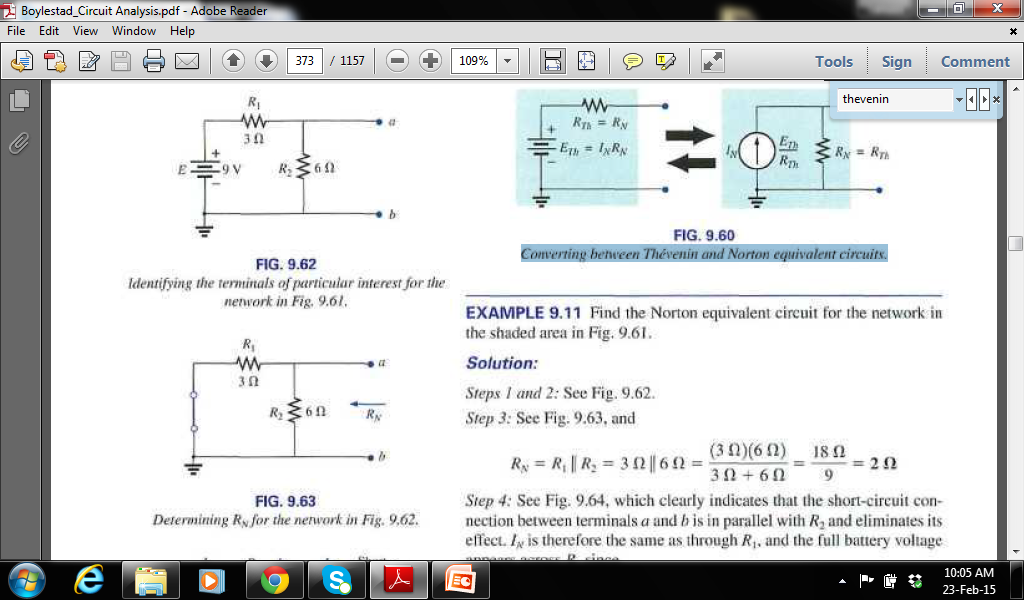 Boylestad_Circuit Analysis.pdf - Adobe Reader
File Edit View Window Help
373 / 1157
109%
Tools Sign Comment
thevenin
R1
3 Ω
a
E
+
9 V
−
R2
6 Ω
b
FIG. 9.62
Identifying the terminals of particular interest for the
network in Fig. 9.61.
R1
3 Ω
a
R2
6 Ω
RN
b
FIG. 9.63
Determining RN for the network in Fig. 9.62.
RTh = RN
+
ETh = INRN
−
IN
ETh
RTh
RN = RTh
FIG. 9.60
Converting between Thévenin and Norton equivalent circuits.
EXAMPLE 9.11 Find the Norton equivalent circuit for the network in
the shaded area in Fig. 9.61.
Solution:
Steps 1 and 2: See Fig. 9.62.
Step 3: See Fig. 9.63, and
RN = R1 ∥ R2 = 3 Ω ∥ 6 Ω = (3 Ω)(6 Ω) / 3 Ω + 6 Ω = 18 Ω / 9 = 2 Ω
Step 4: See Fig. 9.64, which clearly indicates that the short-circuit con-
nection between terminals a and b is in parallel with R2 and eliminates its
effect. IN is therefore the same as through R1, and the full battery voltage
10:05 AM
23-Feb-15